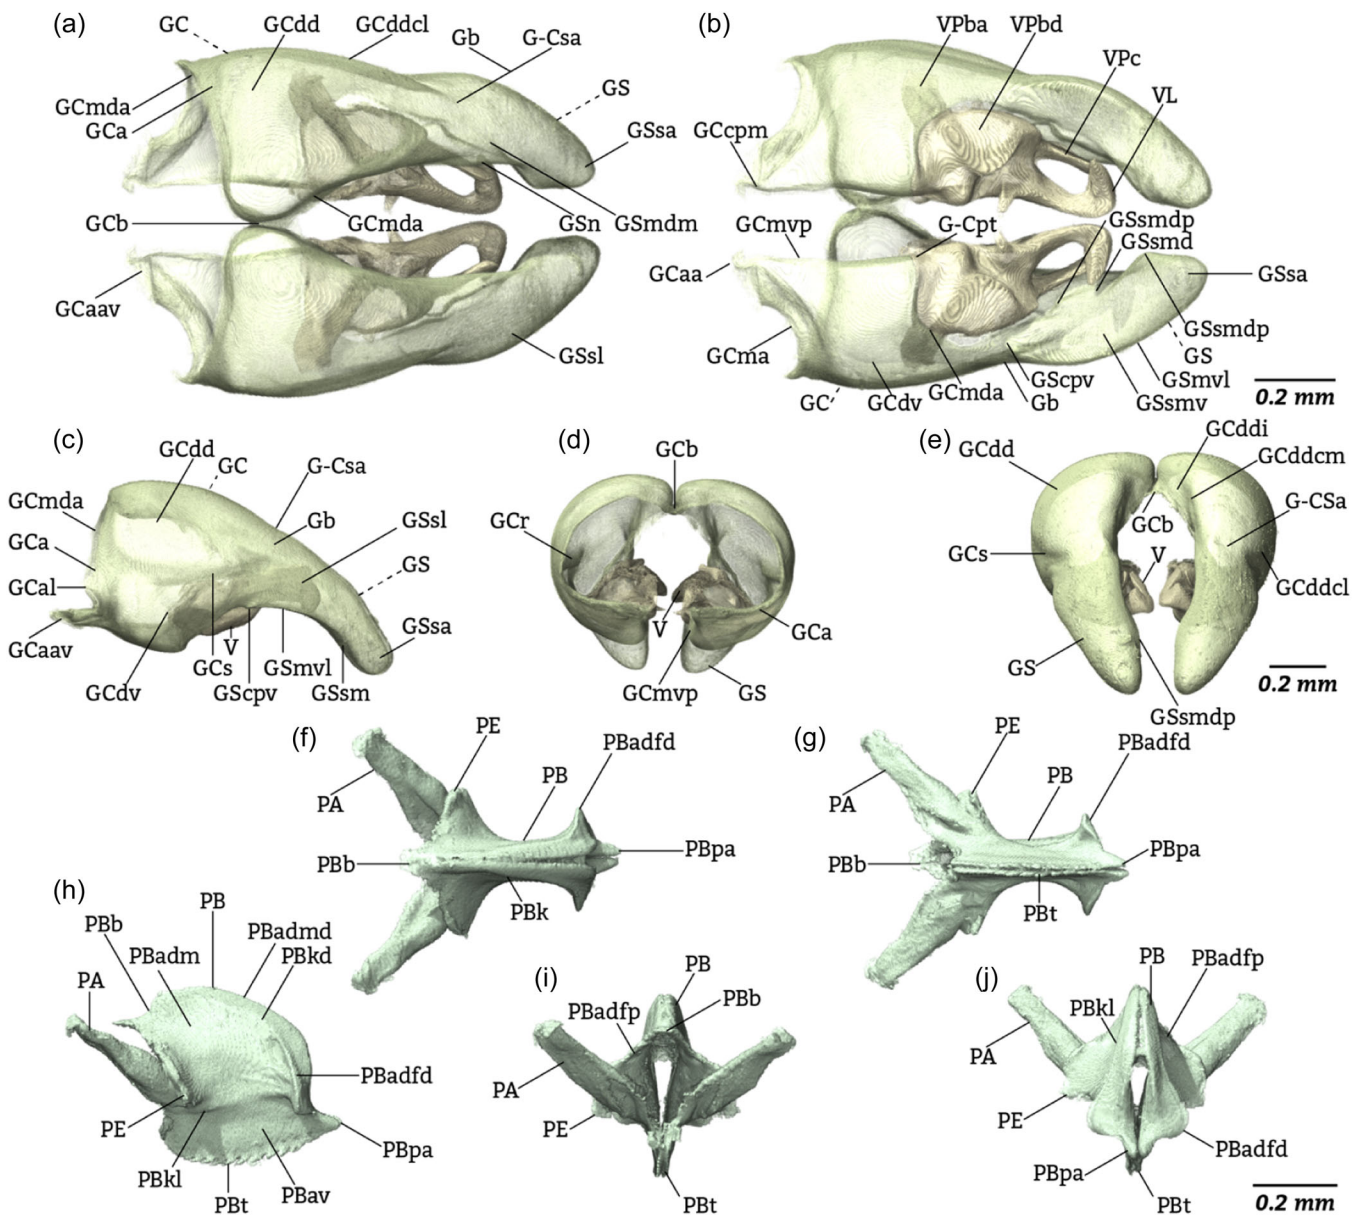 (a)
GC
GCdd
GCddcl
Gb
G-Csa
GS
GCmda
GCa
GSsa
GCb
GCmda
GSn
GSmdm
GCaav
GSsl
(b)
VPba
VPbd
VPc
VL
GCcpm
GCmvp
G-Cpt
GSsmdp
GSsmd
GCaa
GSsa
GCma
GSsmdp
GS
GSmvl
GC
GCdv
GCmda
GScpv
Gb
GSsmv
0.2 mm
(c)
GCdd
GC
G-Csa
GCmda
Gb
GSsl
GCa
GS
GCal
GCaav
GSsa
V
GCdv
GCs
GScpv
GSmvl
GSsm
(d)
GCb
GCr
V
GCa
GCmvp
GS
(e)
GCddi
GCdd
GCddcm
GCb
G-CSa
GCs
V
GCddcl
GS
GSsmdp
0.2 mm
(f)
PE
PBadfd
PB
PA
PBb
PBpa
PBk
(g)
PE
PBadfd
PB
PA
PBb
PBpa
PBt
(h)
PB
PBb
PBadmd
PBadm
PBkd
PA
PBadfd
PE
PBpa
PBkl
PBav
PBt
(i)
PB
PBb
PBadfp
PA
PE
PBt
(j)
PB
PBadfp
PBkl
PA
PE
PBadfd
PBpa
PBt
0.2 mm